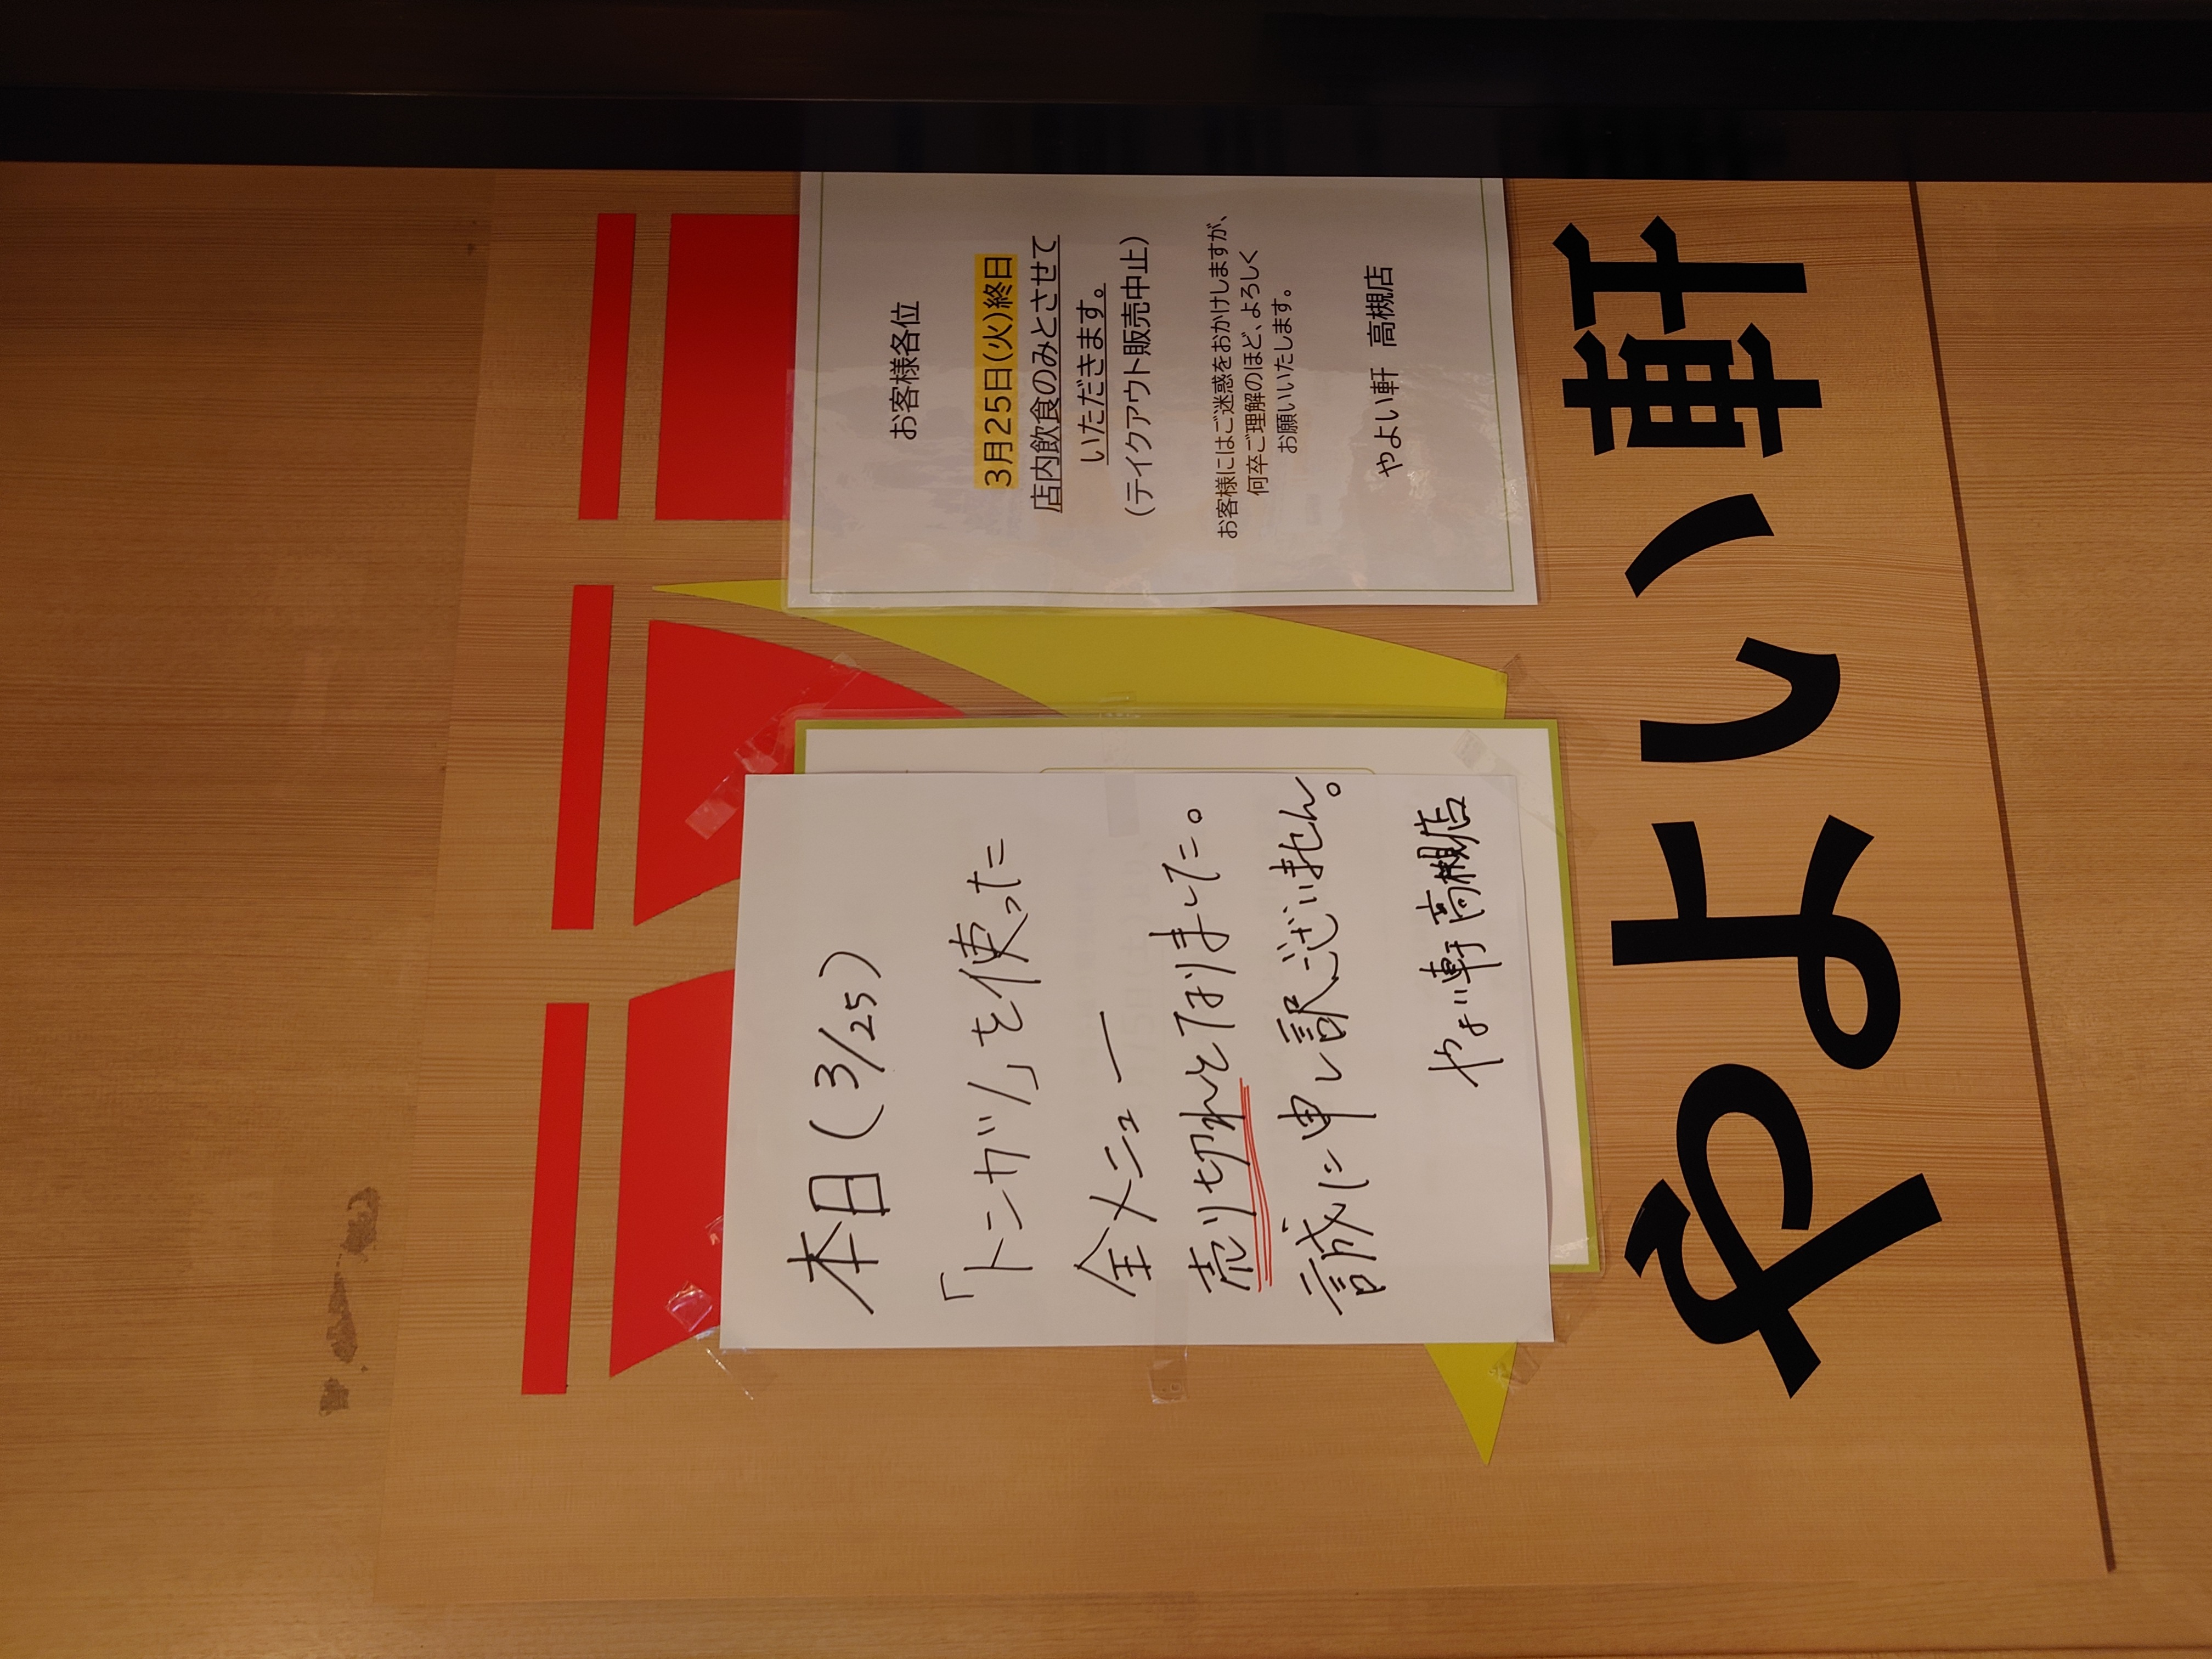 本日(3/25)
「トンカツ」を使った
全メニュー
売り切れとなりました。
誠に申し訳ございません。
やよい軒 高槻店
お客様各位
3月25日(火)終日
店内飲食のみとさせて
いただきます。
(テイクアウト販売中止)
お客様にはご迷惑をおかけしますが、
何卒ご理解のほど、よろしく
お願いいたします。
やよい軒 高槻店
やよい軒